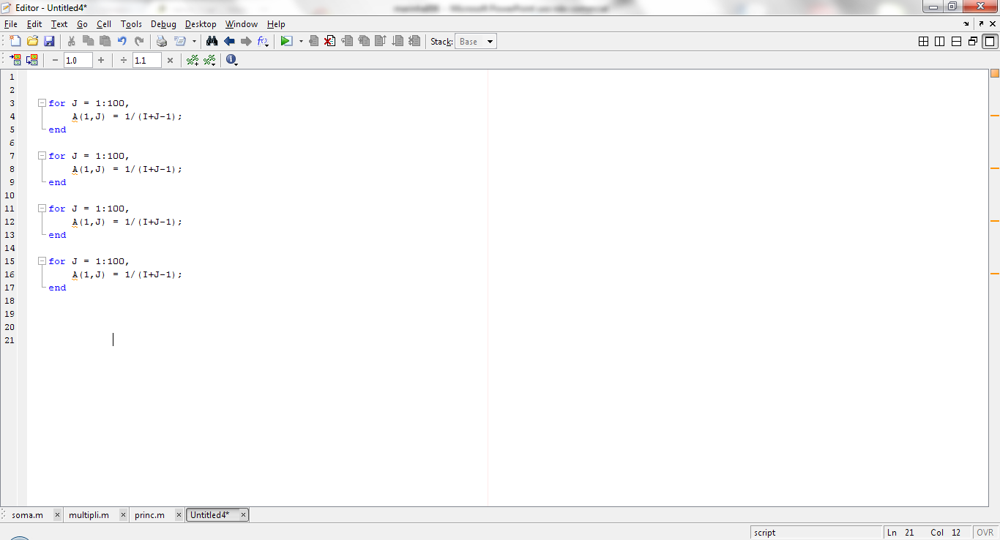 Editor - Untitled4*
File Edit Text Go Cell Tools Debug Desktop Window Help
Stack: Base
1.0 + ÷ 1.1 ×
1
2
3 for J = 1:100,
4 A(1,J) = 1/(I+J-1);
5 end
6
7 for J = 1:100,
8 A(1,J) = 1/(I+J-1);
9 end
10
11 for J = 1:100,
12 A(1,J) = 1/(I+J-1);
13 end
14
15 for J = 1:100,
16 A(1,J) = 1/(I+J-1);
17 end
18
19
20
21
soma.m multipli.m princ.m Untitled4*
script Ln 21 Col 12 OVR